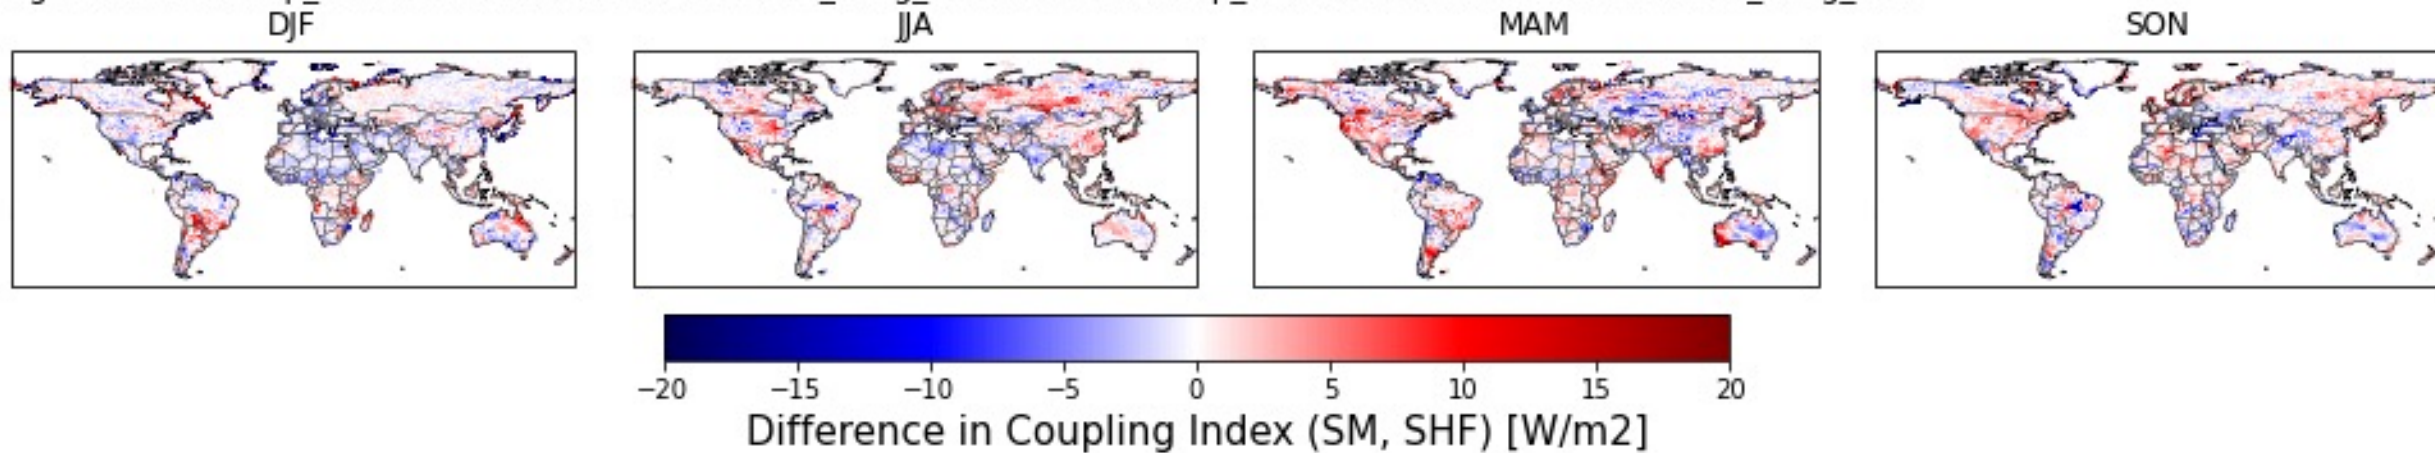 DJF JJA MAM SON
−20 −15 −10 −5 0 5 10 15 20
Difference in Coupling Index (SM, SHF) [W/m2]